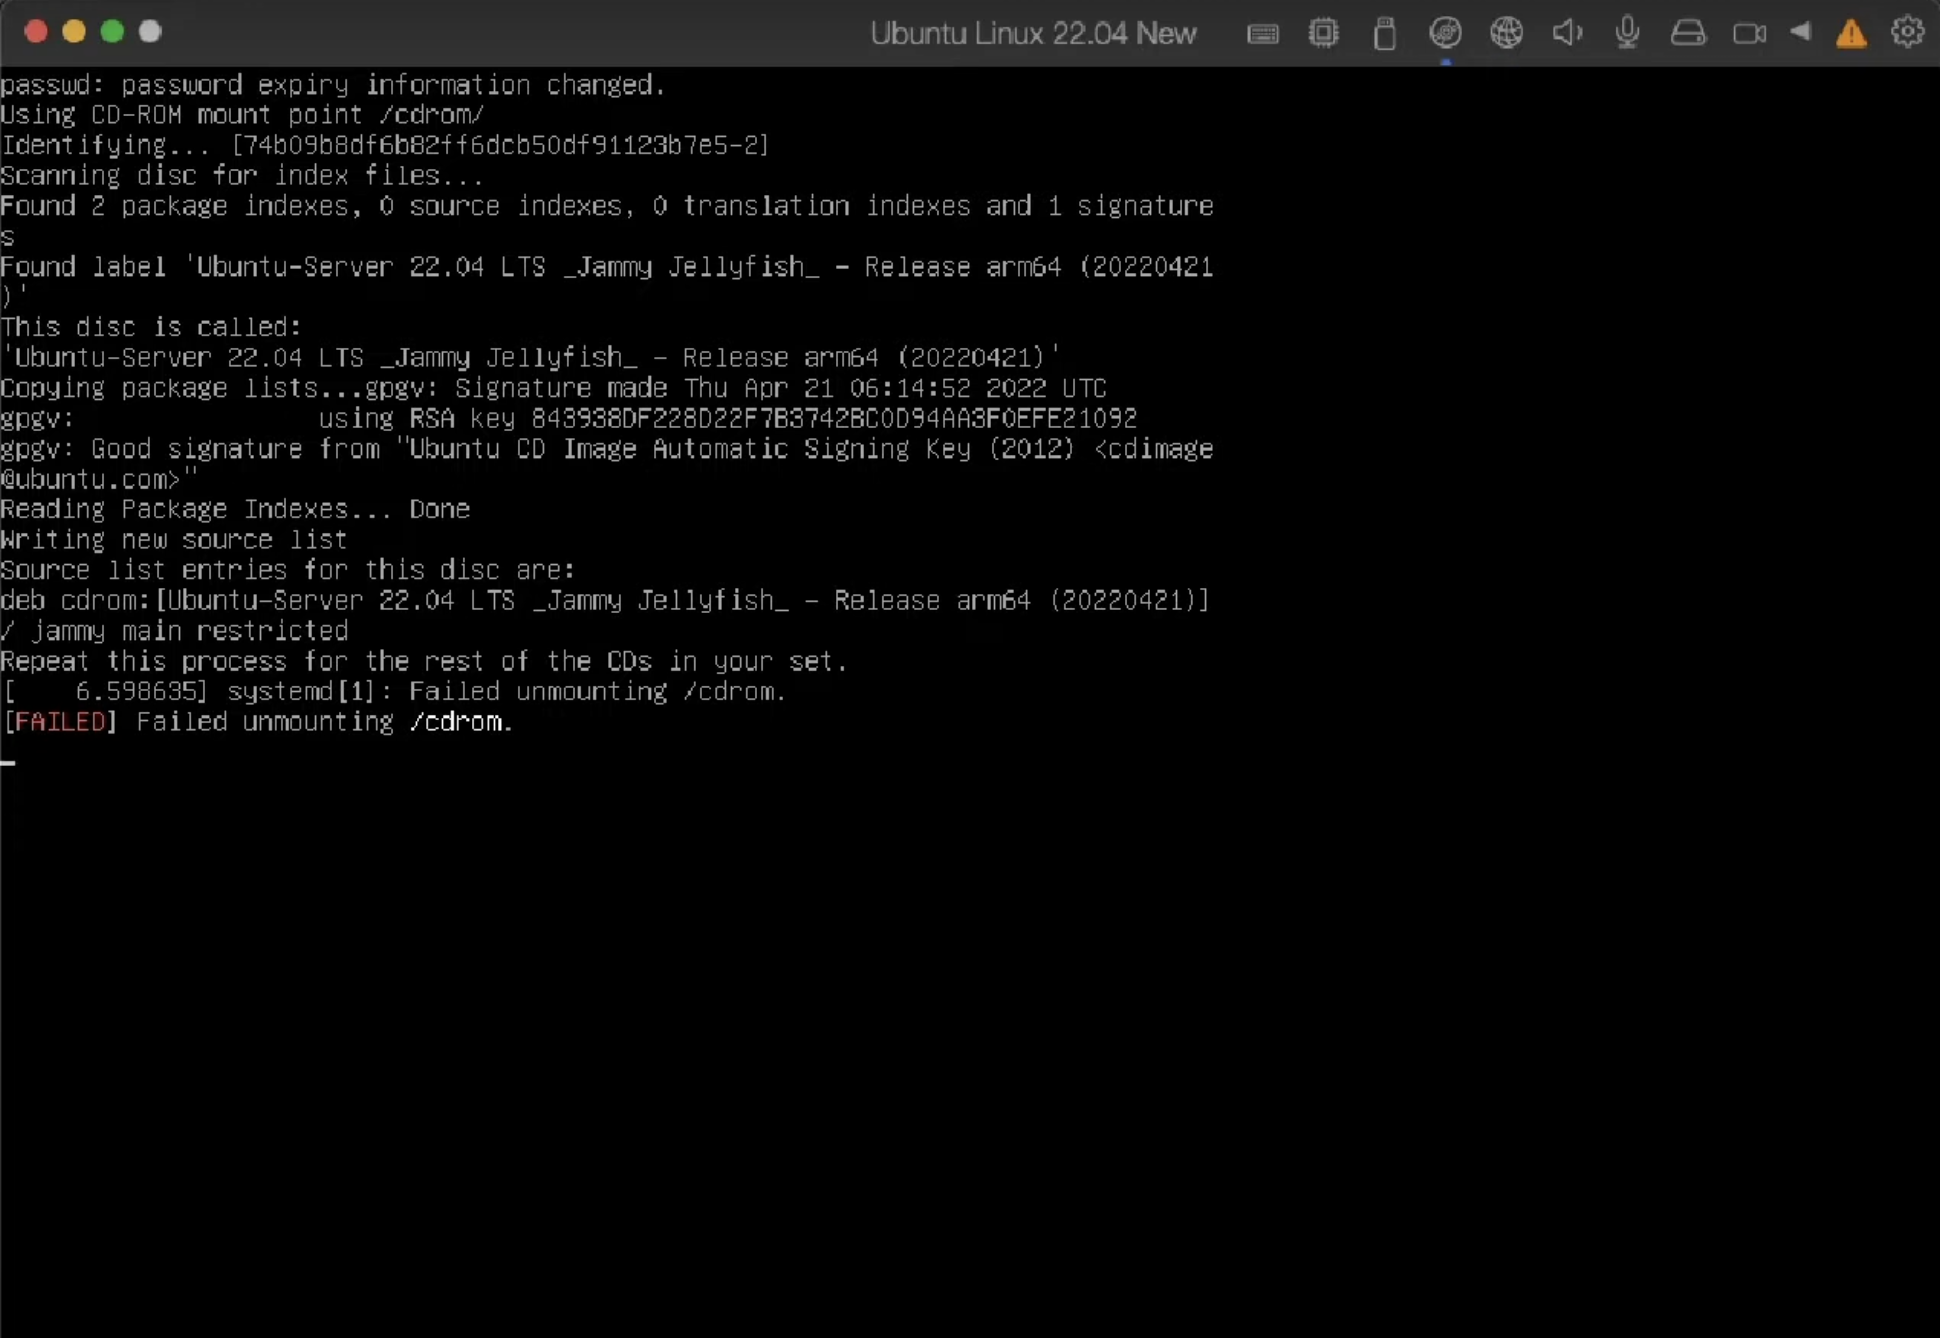 Ubuntu Linux 22.04 New
passwd: password expiry information changed.
Using CD-ROM mount point /cdrom/
Identifying... [74b09b8df6b82ff6dcb50df91123b7e5-2]
Scanning disc for index files...
Found 2 package indexes, 0 source indexes, 0 translation indexes and 1 signature
s
Found label 'Ubuntu-Server 22.04 LTS _Jammy Jellyfish_ - Release arm64 (20220421
)'
This disc is called:
'Ubuntu-Server 22.04 LTS _Jammy Jellyfish_ - Release arm64 (20220421)'
Copying package lists...gpgv: Signature made Thu Apr 21 06:14:52 2022 UTC
gpgv:                using RSA key 843938DF228D22F7B3742BC0D94AA3F0EFE21092
gpgv: Good signature from "Ubuntu CD Image Automatic Signing Key (2012) <cdimage
@ubuntu.com>"
Reading Package Indexes... Done
Writing new source list
Source list entries for this disc are:
deb cdrom:[Ubuntu-Server 22.04 LTS _Jammy Jellyfish_ - Release arm64 (20220421)]
/ jammy main restricted
Repeat this process for the rest of the CDs in your set.
[    6.598635] systemd[1]: Failed unmounting /cdrom.
[FAILED] Failed unmounting /cdrom.